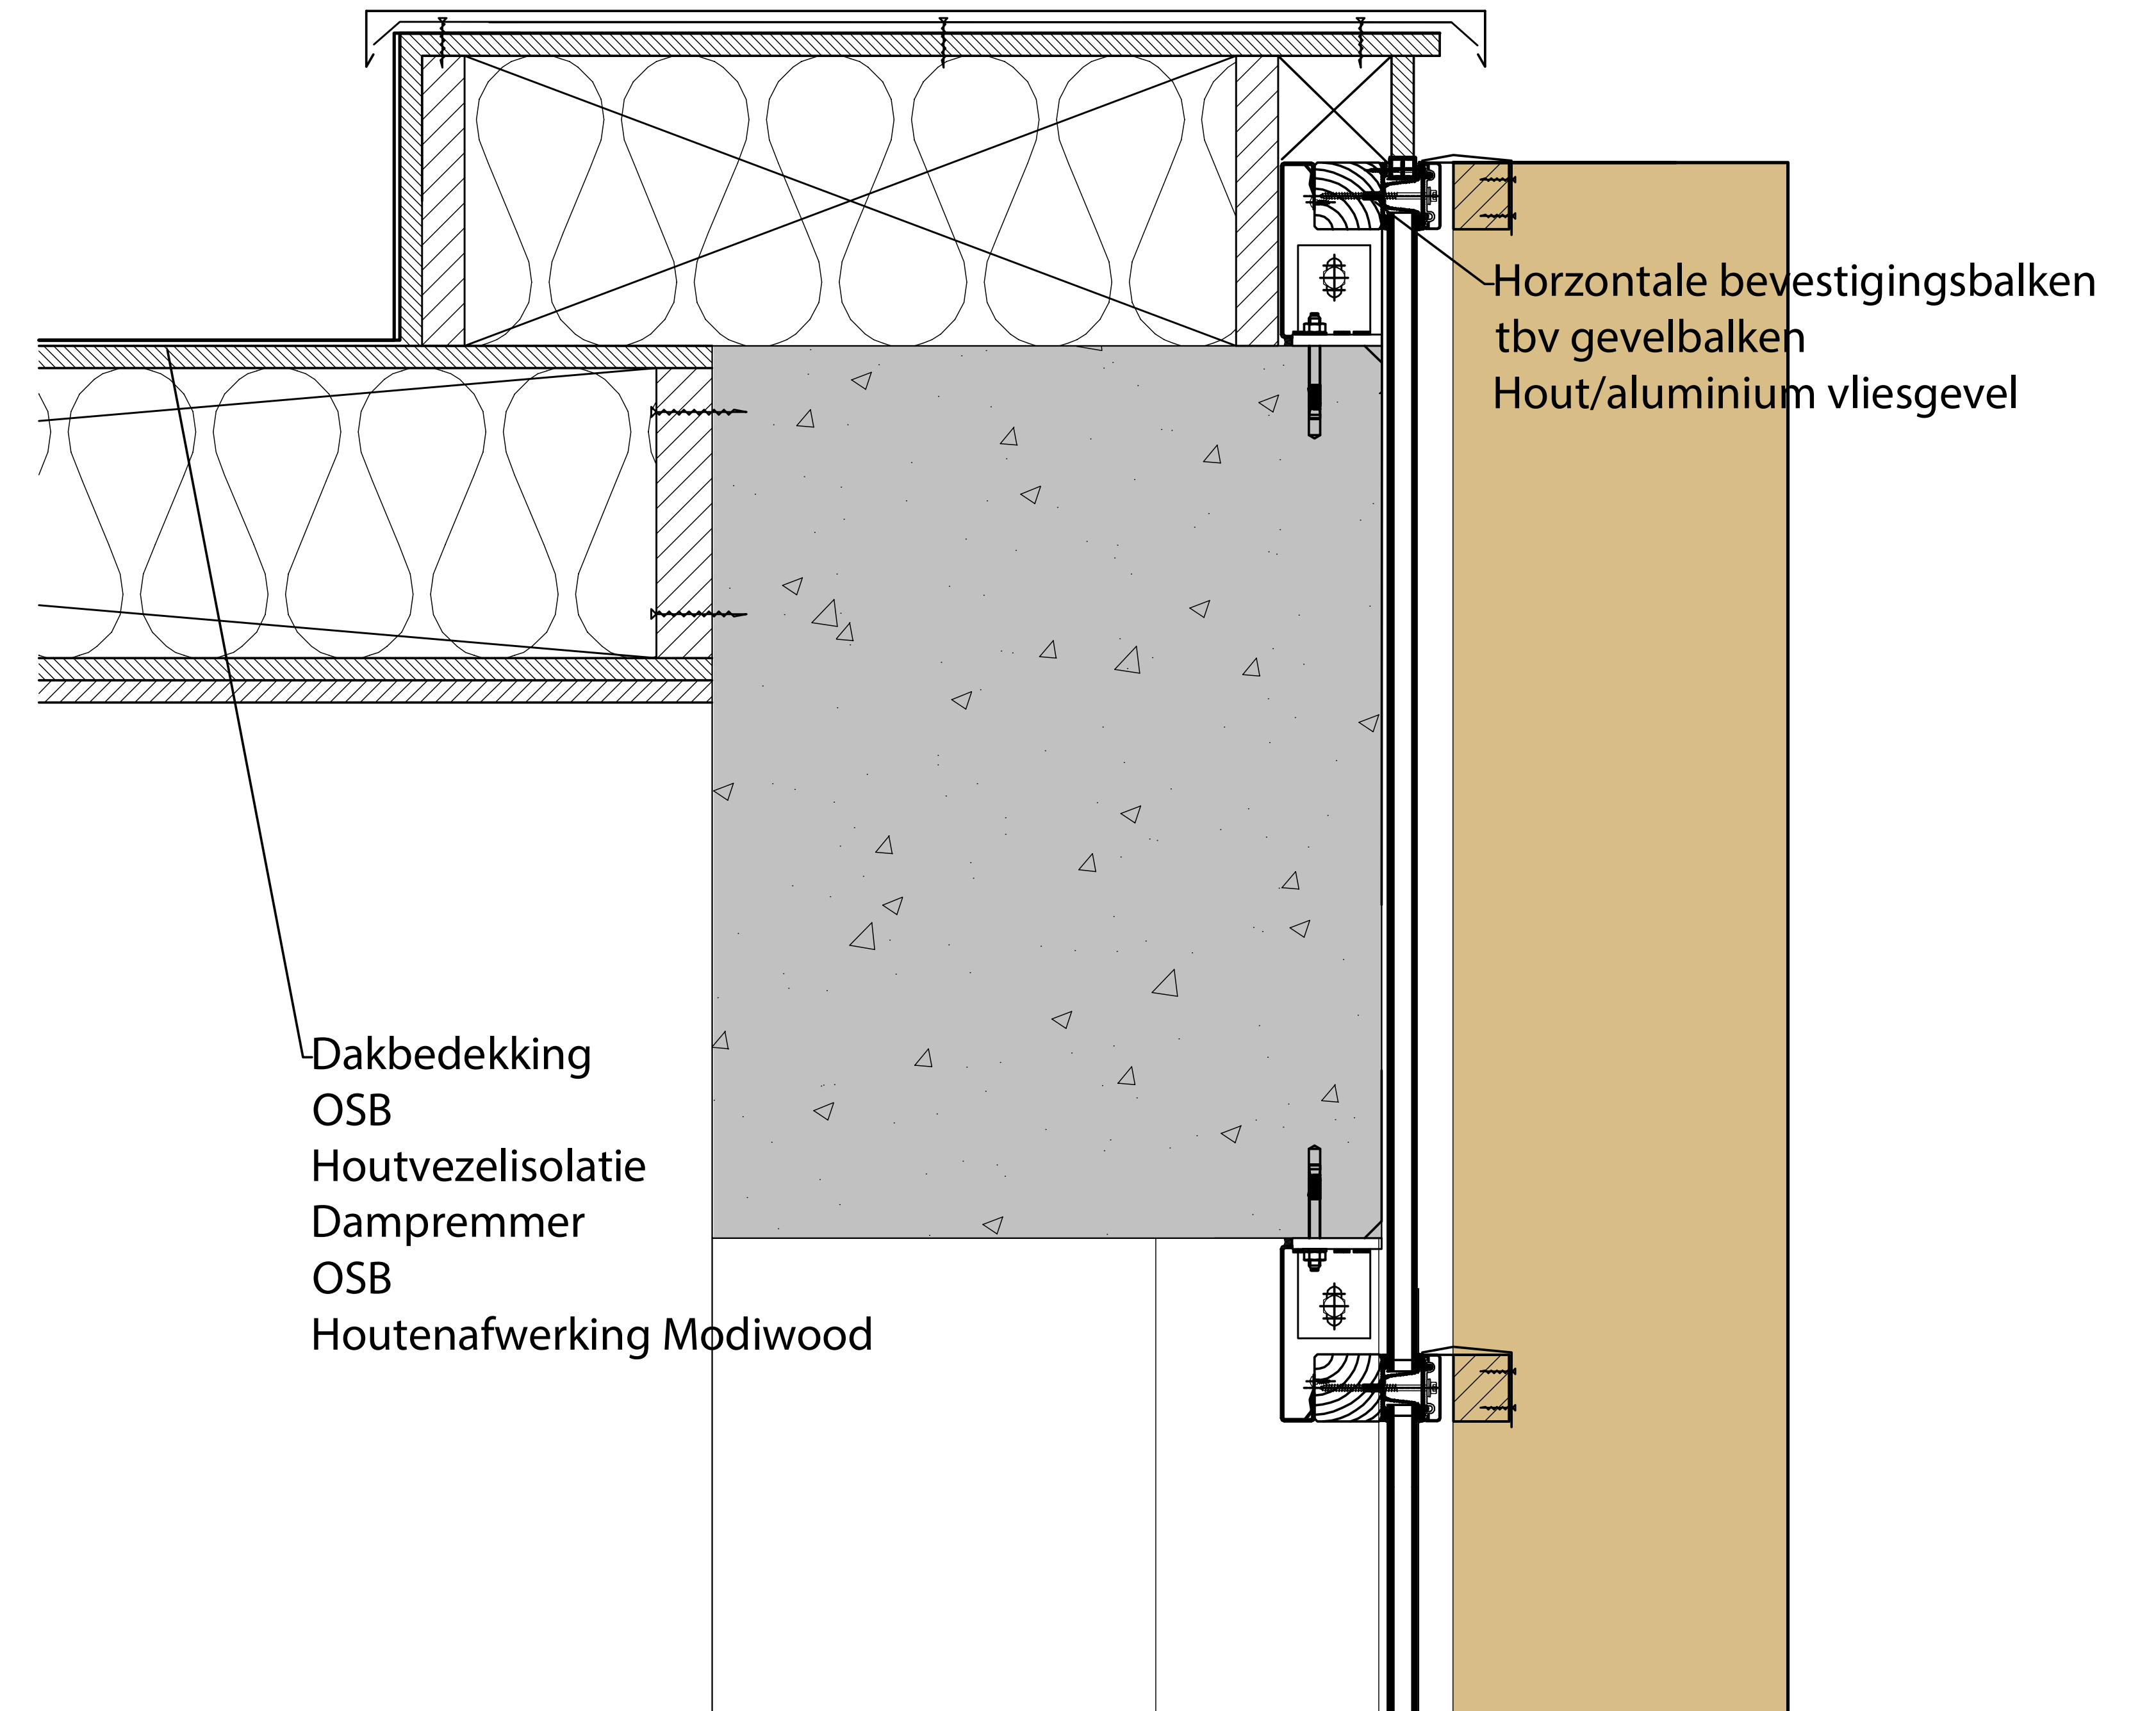 Horzontale bevestigingsbalken
tbv gevelbalken
Hout/aluminium vliesgevel
Dakbedekking
OSB
Houtvezelisolatie
Dampremmer
OSB
Houtenafwerking Modiwood